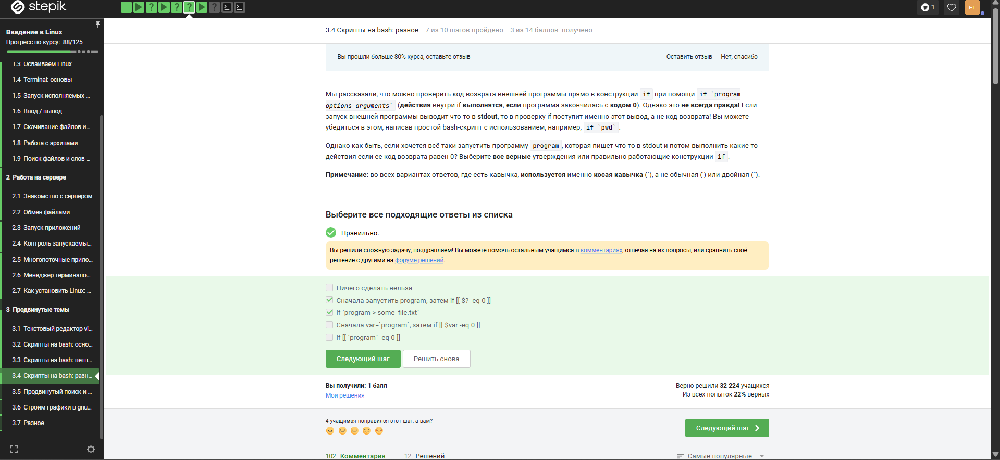 stepik
1
ЕГ
Введение в Linux
Прогресс по курсу: 88/125
1.3 Осваиваем Linux
1.4 Terminal: основы
1.5 Запуск исполняемых ...
1.6 Ввод / вывод
1.7 Скачивание файлов и...
1.8 Работа с архивами
1.9 Поиск файлов и слов ...
2 Работа на сервере
2.1 Знакомство с сервером
2.2 Обмен файлами
2.3 Запуск приложений
2.4 Контроль запускаемы...
2.5 Многопоточные прило...
2.6 Менеджер терминало...
2.7 Как установить Linux: ...
3 Продвинутые темы
3.1 Текстовый редактор vi...
3.2 Скрипты на bash: осно...
3.3 Скрипты на bash: ветв...
3.4 Скрипты на bash: разн...
3.5 Продвинутый поиск и ...
3.6 Строим графики в gnu...
3.7 Разное
3.4 Скрипты на bash: разное 7 из 10 шагов пройдено 3 из 14 баллов получено
Вы прошли больше 80% курса, оставьте отзыв Оставить отзыв Нет, спасибо
Мы рассказали, что можно проверить код возврата внешней программы прямо в конструкции if при помощи if `program
options arguments` (действия внутри if выполнятся, если программа закончилась с кодом 0). Однако это не всегда правда! Если
запуск внешней программы выводит что-то в stdout, то в проверку if поступит именно этот вывод, а не код возврата! Вы можете
убедиться в этом, написав простой bash-скрипт с использованием, например, if `pwd` .
Однако как быть, если хочется всё-таки запустить программу program , которая пишет что-то в stdout и потом выполнить какие-то
действия если ее код возврата равен 0? Выберите все верные утверждения или правильно работающие конструкции if .
Примечание: во всех вариантах ответов, где есть кавычка, используется именно косая кавычка (`), а не обычная (') или двойная (").
Выберите все подходящие ответы из списка
Правильно.
Вы решили сложную задачу, поздравляем! Вы можете помочь остальным учащимся в комментариях, отвечая на их вопросы, или сравнить своё
решение с другими на форуме решений.
Ничего сделать нельзя
Сначала запустить program, затем if [[ $? -eq 0 ]]
if `program > some_file.txt`
Сначала var=`program`, затем if [[ $var -eq 0 ]]
if [[ `program` -eq 0 ]]
Следующий шаг Решить снова
Вы получили: 1 балл
Мои решения
Верно решили 32 224 учащихся
Из всех попыток 22% верных
4 учащимся понравился этот шаг, а вам?
Следующий шаг
102 Комментария 12 Решений Самые популярные